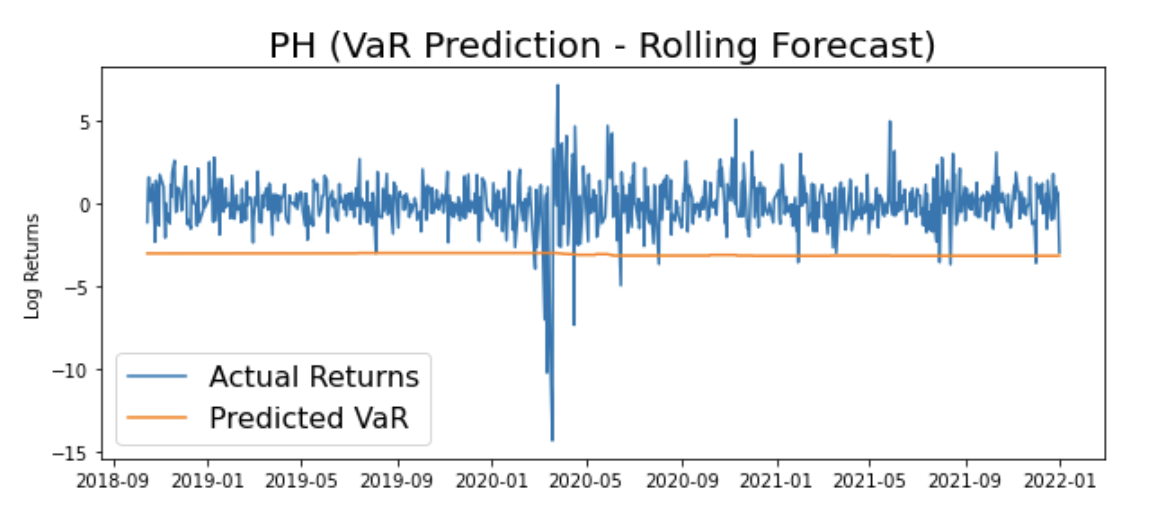 PH (VaR Prediction - Rolling Forecast)
Log Returns
5
0
−5
−10
−15
Actual Returns
Predicted VaR
2018-09 2019-01 2019-05 2019-09 2020-01 2020-05 2020-09 2021-01 2021-05 2021-09 2022-01